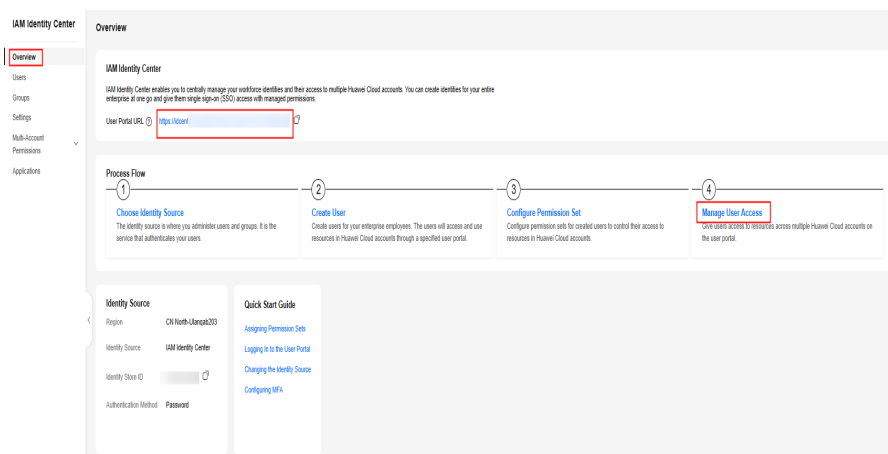 IAM Identity Center
Overview
Users
Groups
Settings
Multi-Account
Permissions
Applications
Overview
IAM Identity Center
IAM Identity Center enables you to centrally manage your workforce identities and their access to multiple Huawei Cloud accounts. You can create identities for your entire
enterprise at one go and give them single sign-on (SSO) access with managed permissions.
User Portal URL ? https://idcent
Process Flow
1
Choose Identity Source
The identity source is where you administer users and groups. It is the
service that authenticates your users.
2
Create User
Create users for your enterprise employees. The users will access and use
resources in Huawei Cloud accounts through a specified user portal.
3
Configure Permission Set
Configure permission sets for created users to control their access to
resources in Huawei Cloud accounts.
4
Manage User Access
Give users access to resources across multiple Huawei Cloud accounts on
the user portal.
Identity Source
Region CN North-Ulanqab203
Identity Source IAM Identity Center
Identity Store ID
Authentication Method Password
Quick Start Guide
Assigning Permission Sets
Logging In to the User Portal
Changing the Identity Source
Configuring MFA